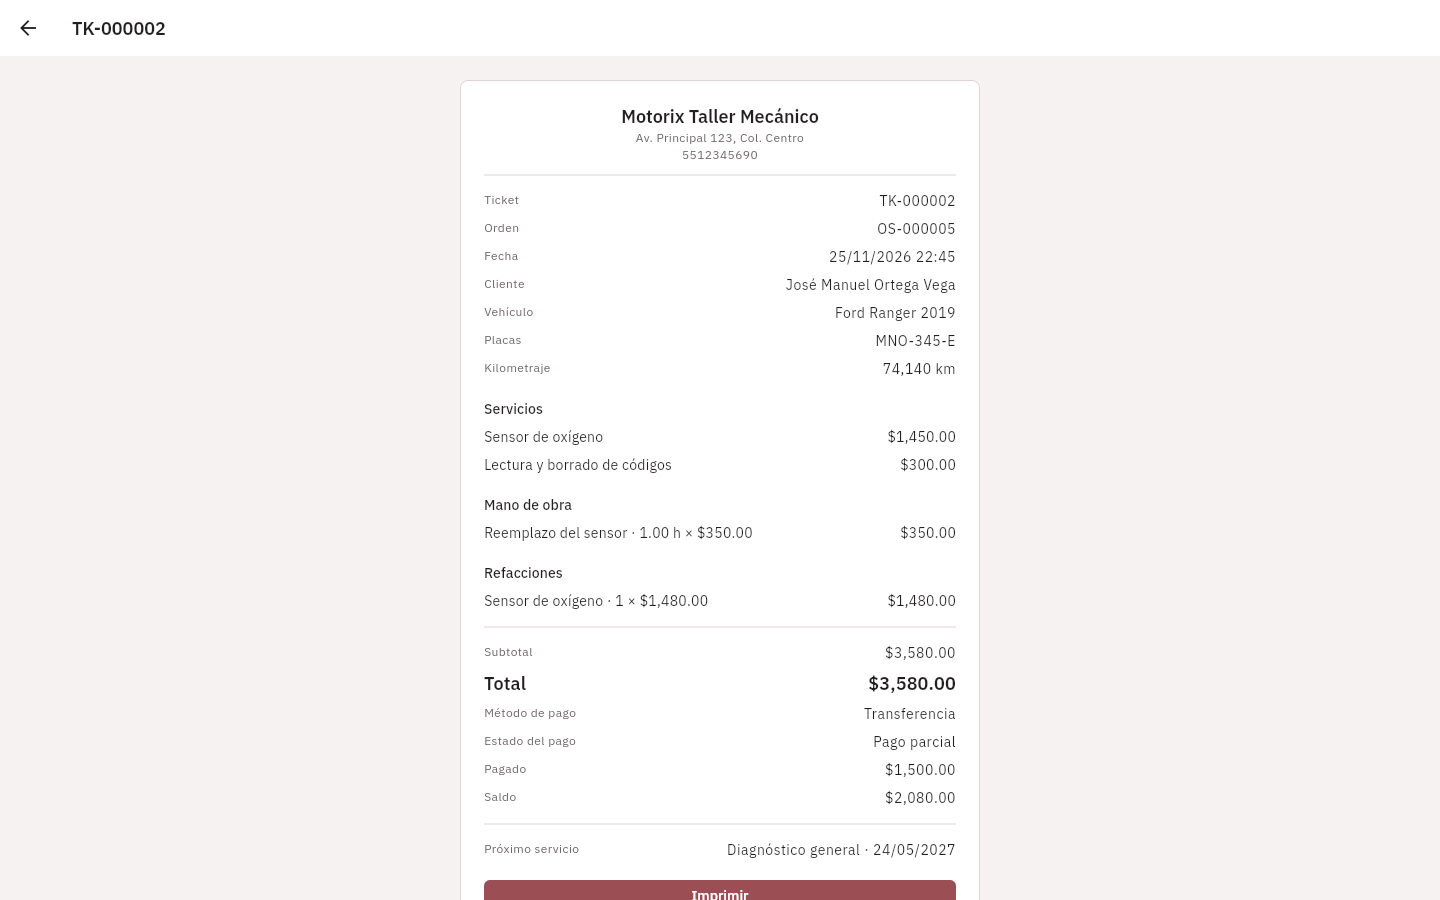 TK-000002
Motorix Taller Mecánico
Av. Principal 123, Col. Centro
5512345690
Ticket TK-000002
Orden OS-000005
Fecha 25/11/2026 22:45
Cliente José Manuel Ortega Vega
Vehículo Ford Ranger 2019
Placas MNO-345-E
Kilometraje 74,140 km
Servicios
Sensor de oxígeno $1,450.00
Lectura y borrado de códigos $300.00
Mano de obra
Reemplazo del sensor · 1.00 h × $350.00 $350.00
Refacciones
Sensor de oxígeno · 1 × $1,480.00 $1,480.00
Subtotal $3,580.00
Total $3,580.00
Método de pago Transferencia
Estado del pago Pago parcial
Pagado $1,500.00
Saldo $2,080.00
Próximo servicio Diagnóstico general · 24/05/2027
Imprimir